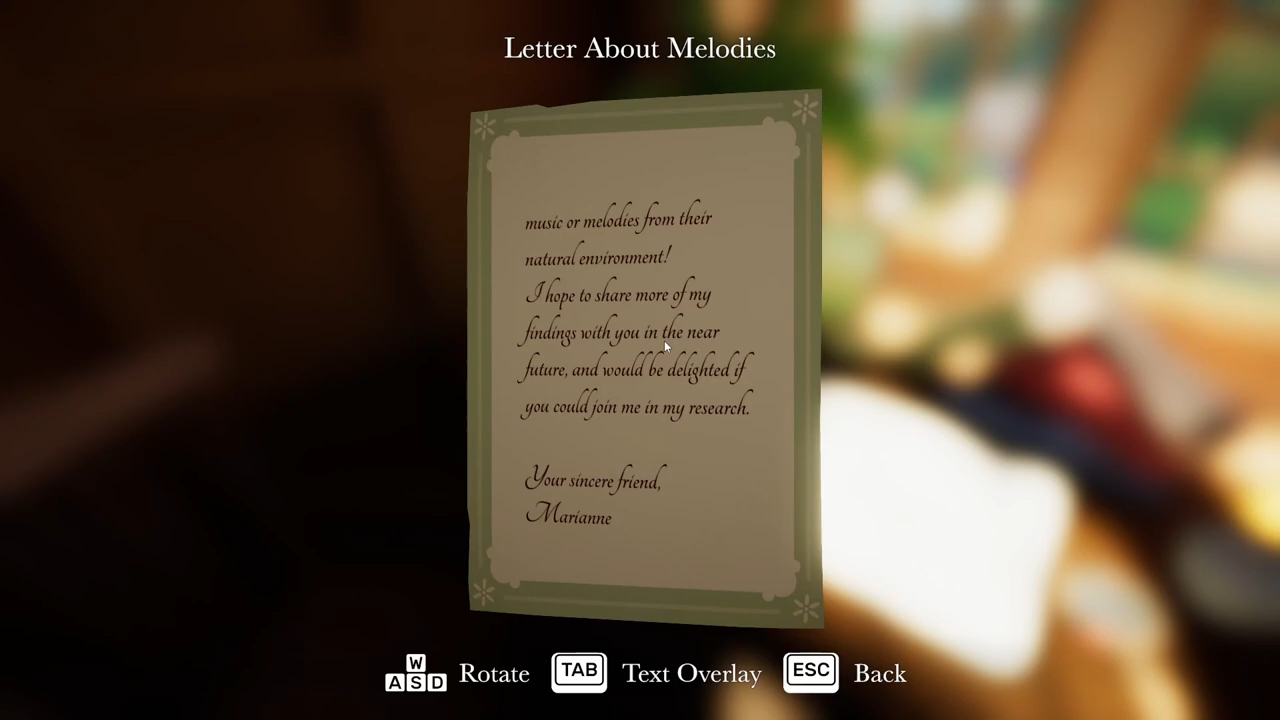 Letter About Melodies
music or melodies from their
natural environment!
I hope to share more of my
findings with you in the near
future, and would be delighted if
you could join me in my research.
Your sincere friend,
Marianne
W
A S D Rotate TAB Text Overlay ESC Back